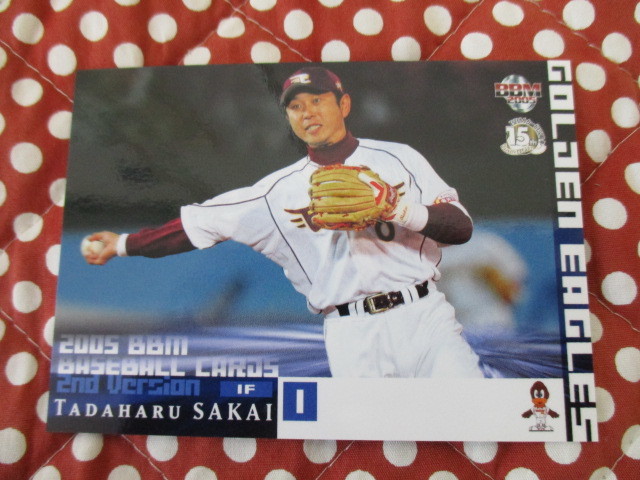 BBM
2005
15
GOLDEN EAGLES
2005 BBM
BASEBALL CARDS
2nd Version
IF
TADAHARU SAKAI
1